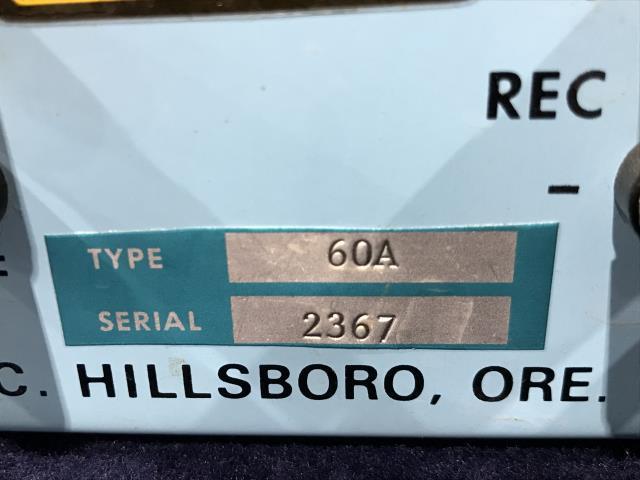 REC
-
TYPE 60A
SERIAL 2367
C. HILLSBORO, ORE.